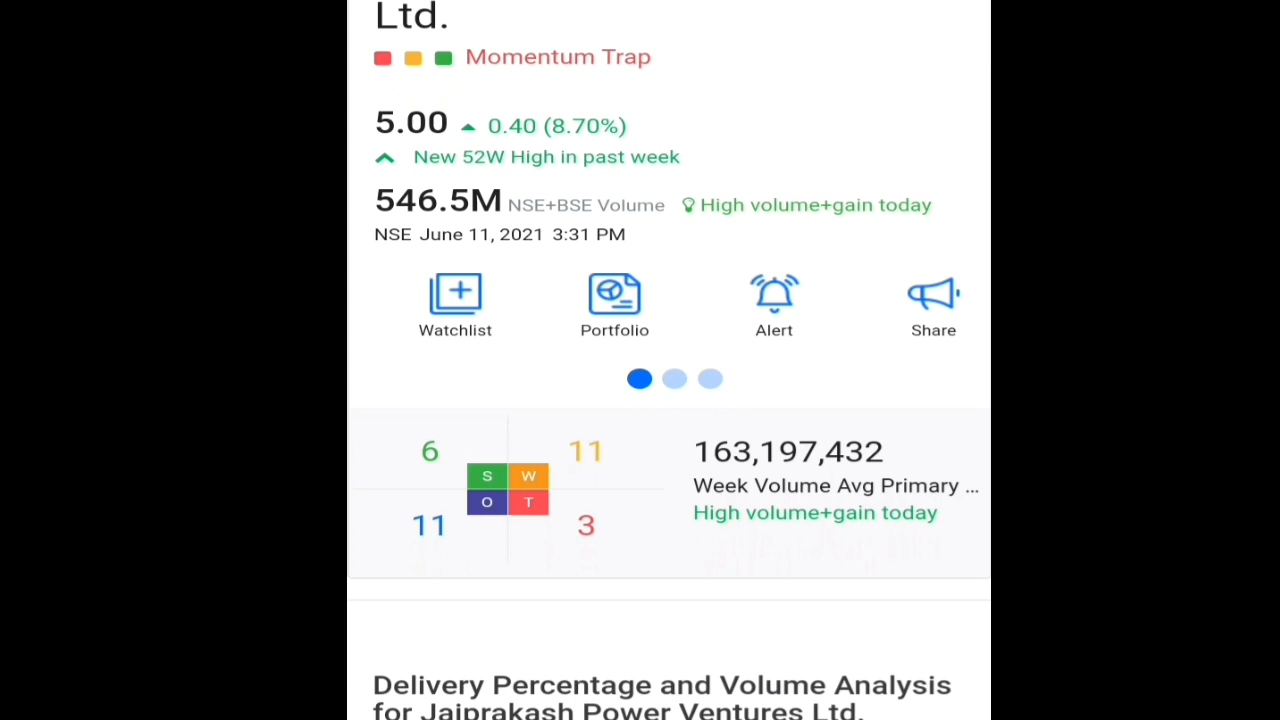 Ltd.
Momentum Trap
5.00 0.40 (8.70%)
New 52W High in past week
546.5M NSE+BSE Volume High volume+gain today
NSE June 11, 2021 3:31 PM
Watchlist Portfolio Alert Share
6 11
S W
O T
11 3
163,197,432
Week Volume Avg Primary ...
High volume+gain today
Delivery Percentage and Volume Analysis
for Jaiprakash Power Ventures Ltd.